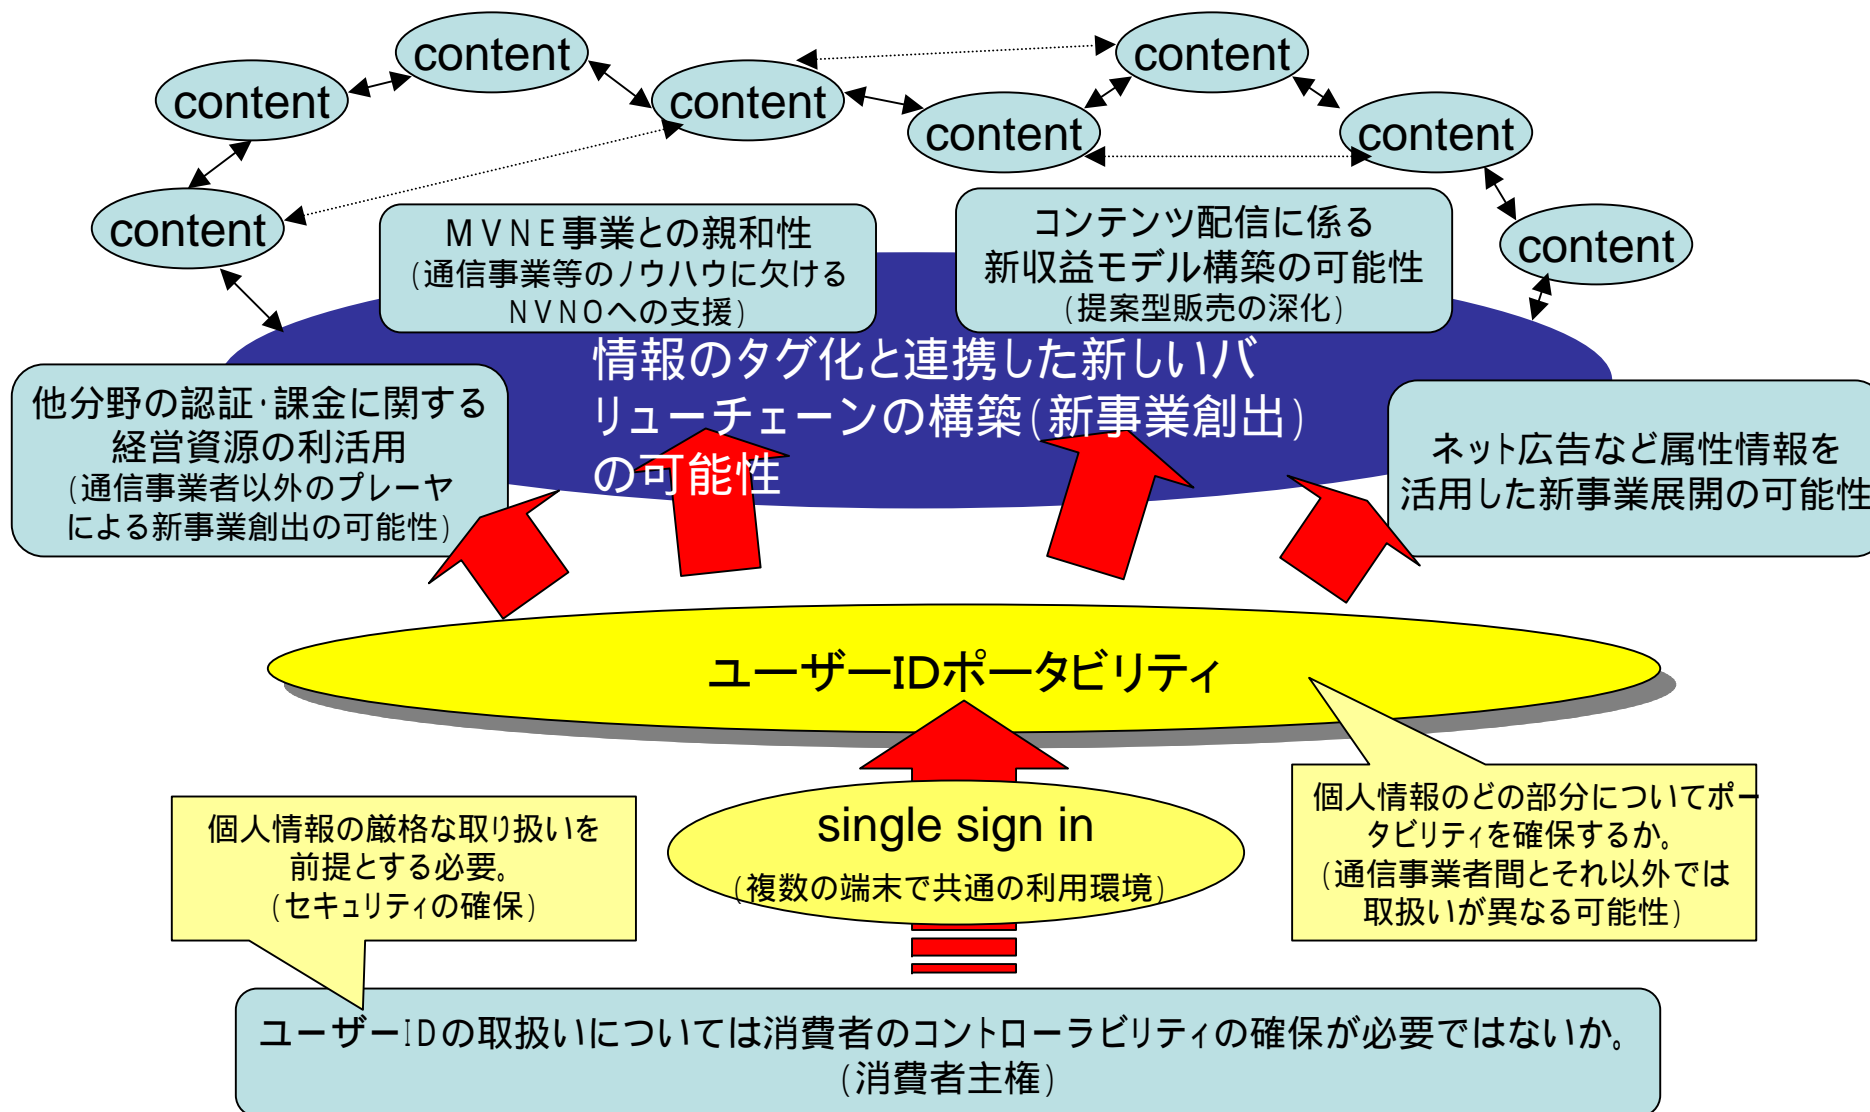 content
content
content
content
content
content
content
content
MVNE事業との親和性
(通信事業等のノウハウに欠ける
NVNOへの支援)
コンテンツ配信に係る
新収益モデル構築の可能性
(提案型販売の深化)
情報のタグ化と連携した新しいバ
リューチェーンの構築(新事業創出)
の可能性
他分野の認証・課金に関する
経営資源の利活用
(通信事業者以外のプレーヤ
による新事業創出の可能性)
ネット広告など属性情報を
活用した新事業展開の可能性
ユーザーIDポータビリティ
single sign in
(複数の端末で共通の利用環境)
個人情報の厳格な取り扱いを
前提とする必要。
(セキュリティの確保)
個人情報のどの部分についてポー
タビリティを確保するか。
(通信事業者間とそれ以外では
取扱いが異なる可能性)
ユーザーIDの取扱いについては消費者のコントローラビリティの確保が必要ではないか。
(消費者主権)